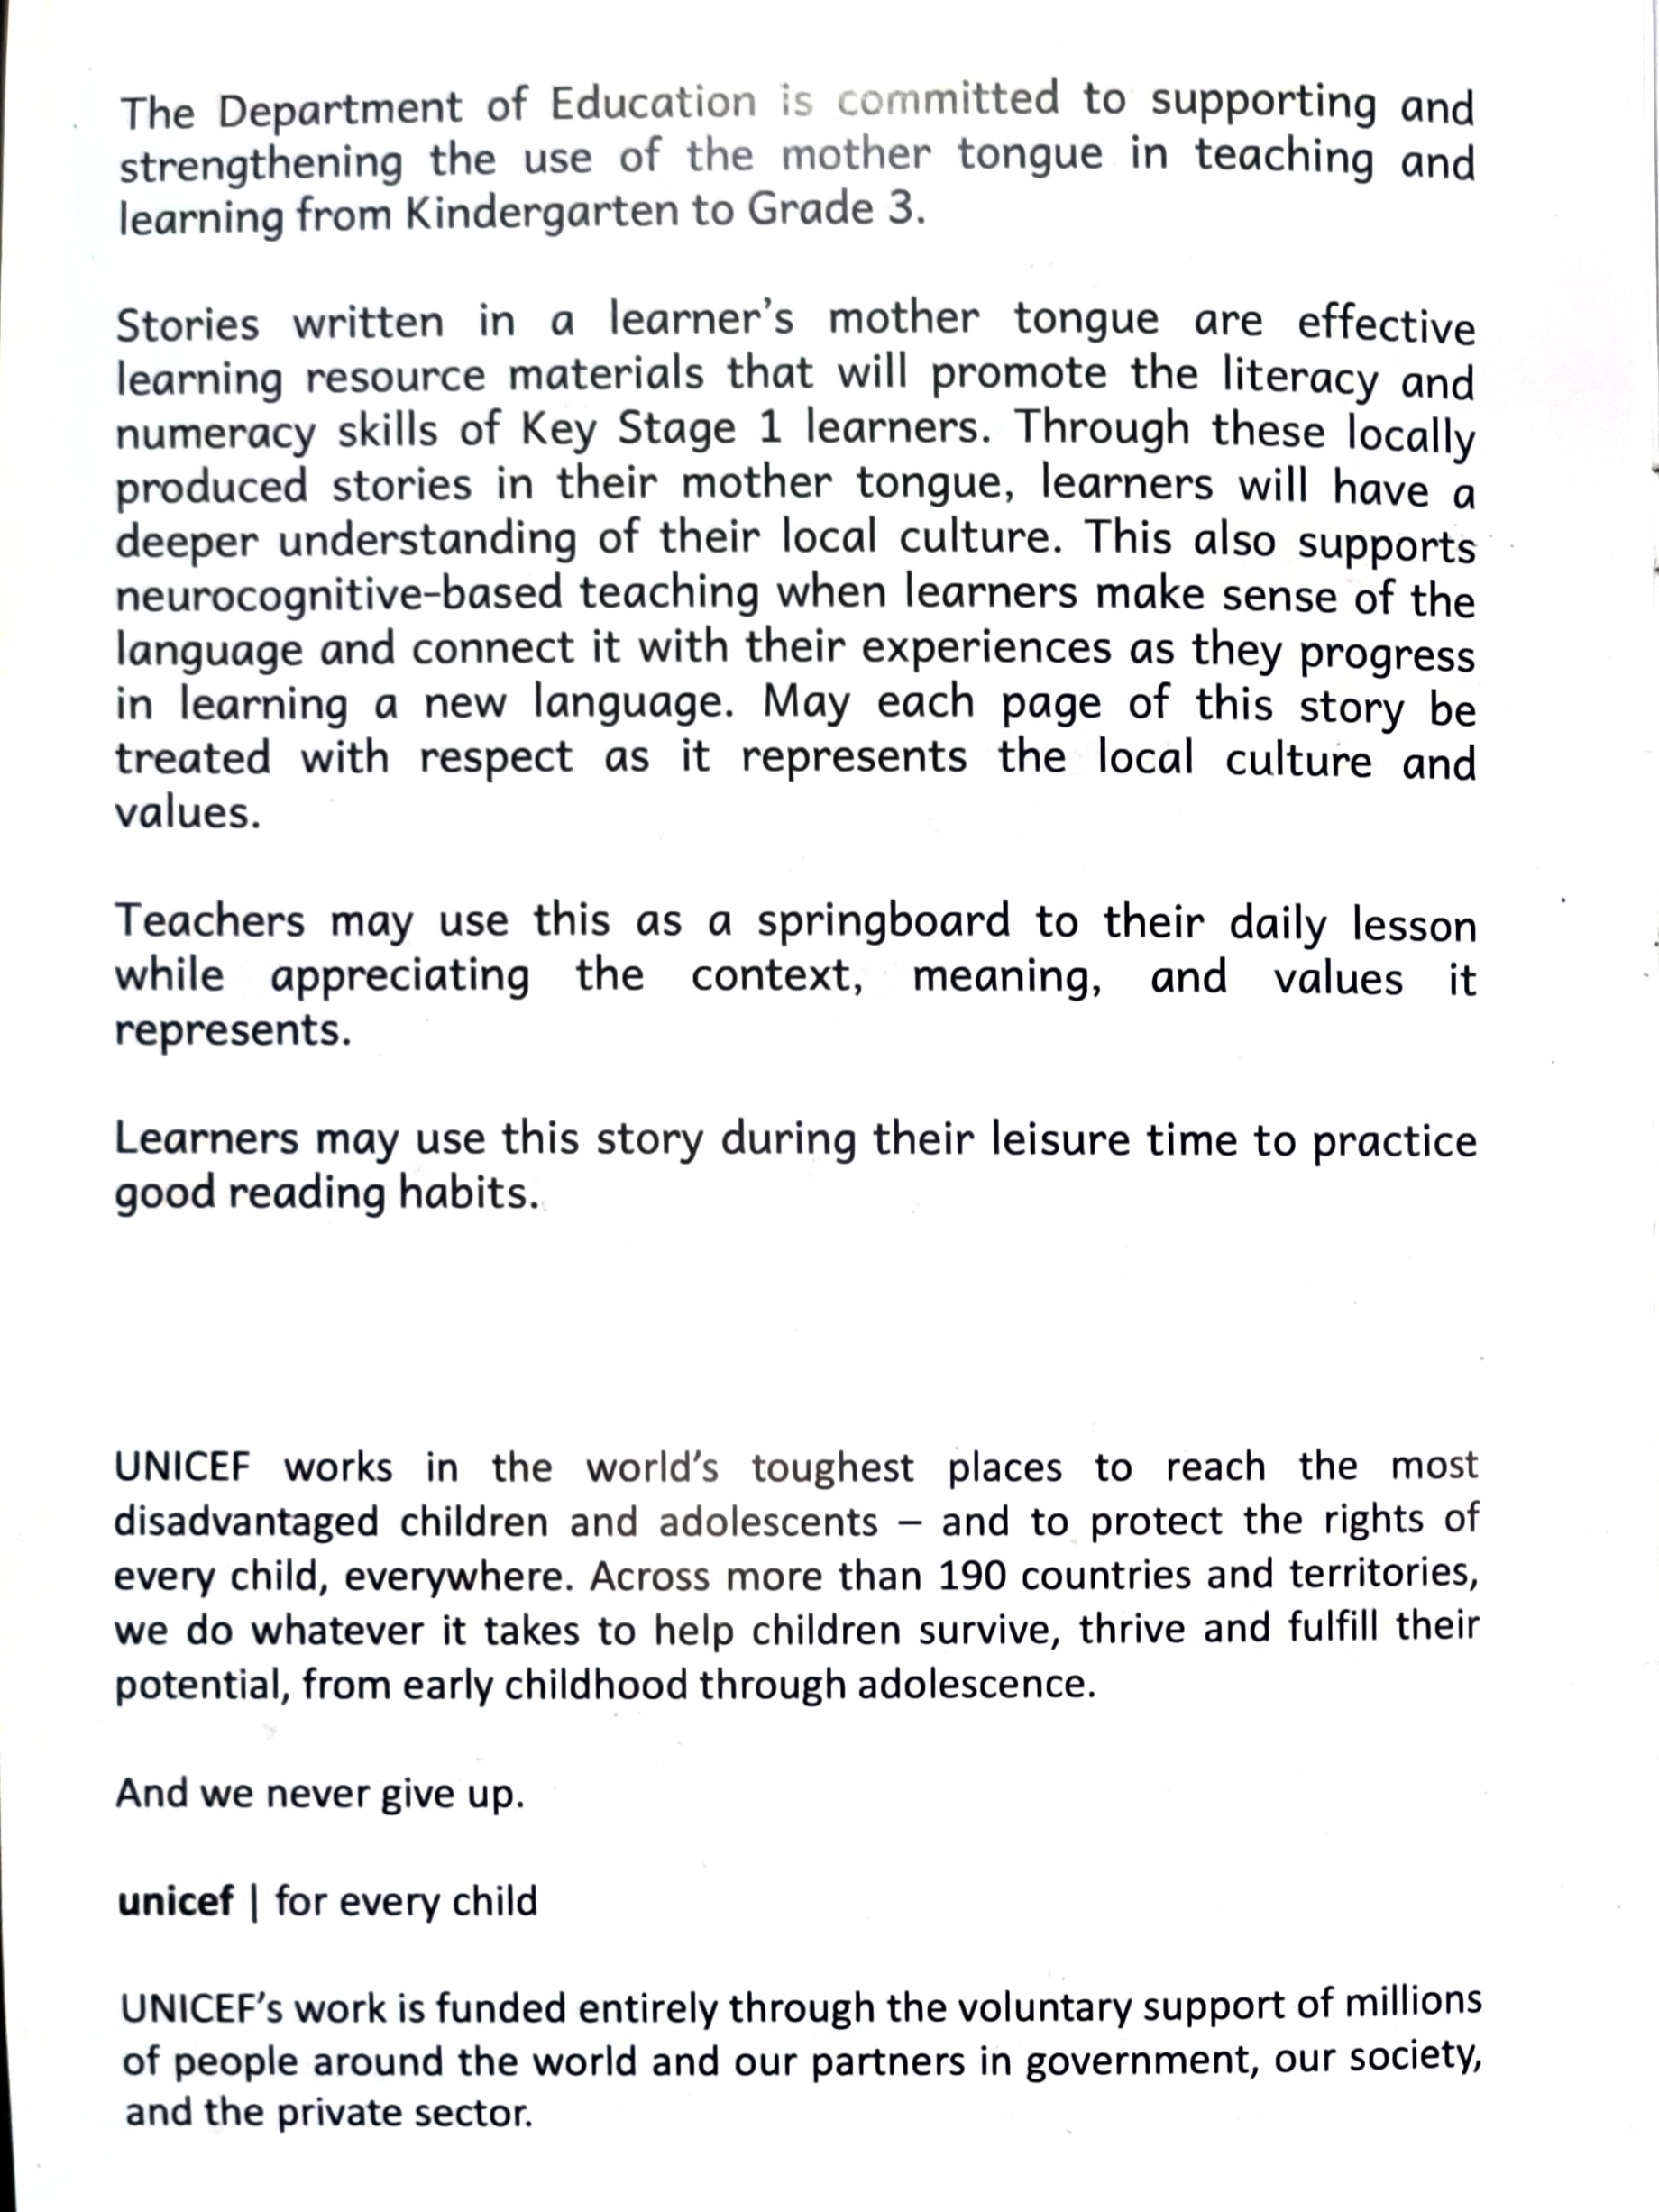 The Department of Education is committed to supporting and
strengthening the use of the mother tongue in teaching and
learning from Kindergarten to Grade 3.
Stories written in a learner’s mother tongue are effective
learning resource materials that will promote the literacy and
numeracy skills of Key Stage 1 learners. Through these locally
produced stories in their mother tongue, learners will have a
deeper understanding of their local culture. This also supports
neurocognitive-based teaching when learners make sense of the
language and connect it with their experiences as they progress
in learning a new language. May each page of this story be
treated with respect as it represents the local culture and
values.
Teachers may use this as a springboard to their daily lesson
while appreciating the context, meaning, and values it
represents.
Learners may use this story during their leisure time to practice
good reading habits.
UNICEF works in the world’s toughest places to reach the most
disadvantaged children and adolescents – and to protect the rights of
every child, everywhere. Across more than 190 countries and territories,
we do whatever it takes to help children survive, thrive and fulfill their
potential, from early childhood through adolescence.
And we never give up.
unicef | for every child
UNICEF’s work is funded entirely through the voluntary support of millions
of people around the world and our partners in government, our society,
and the private sector.